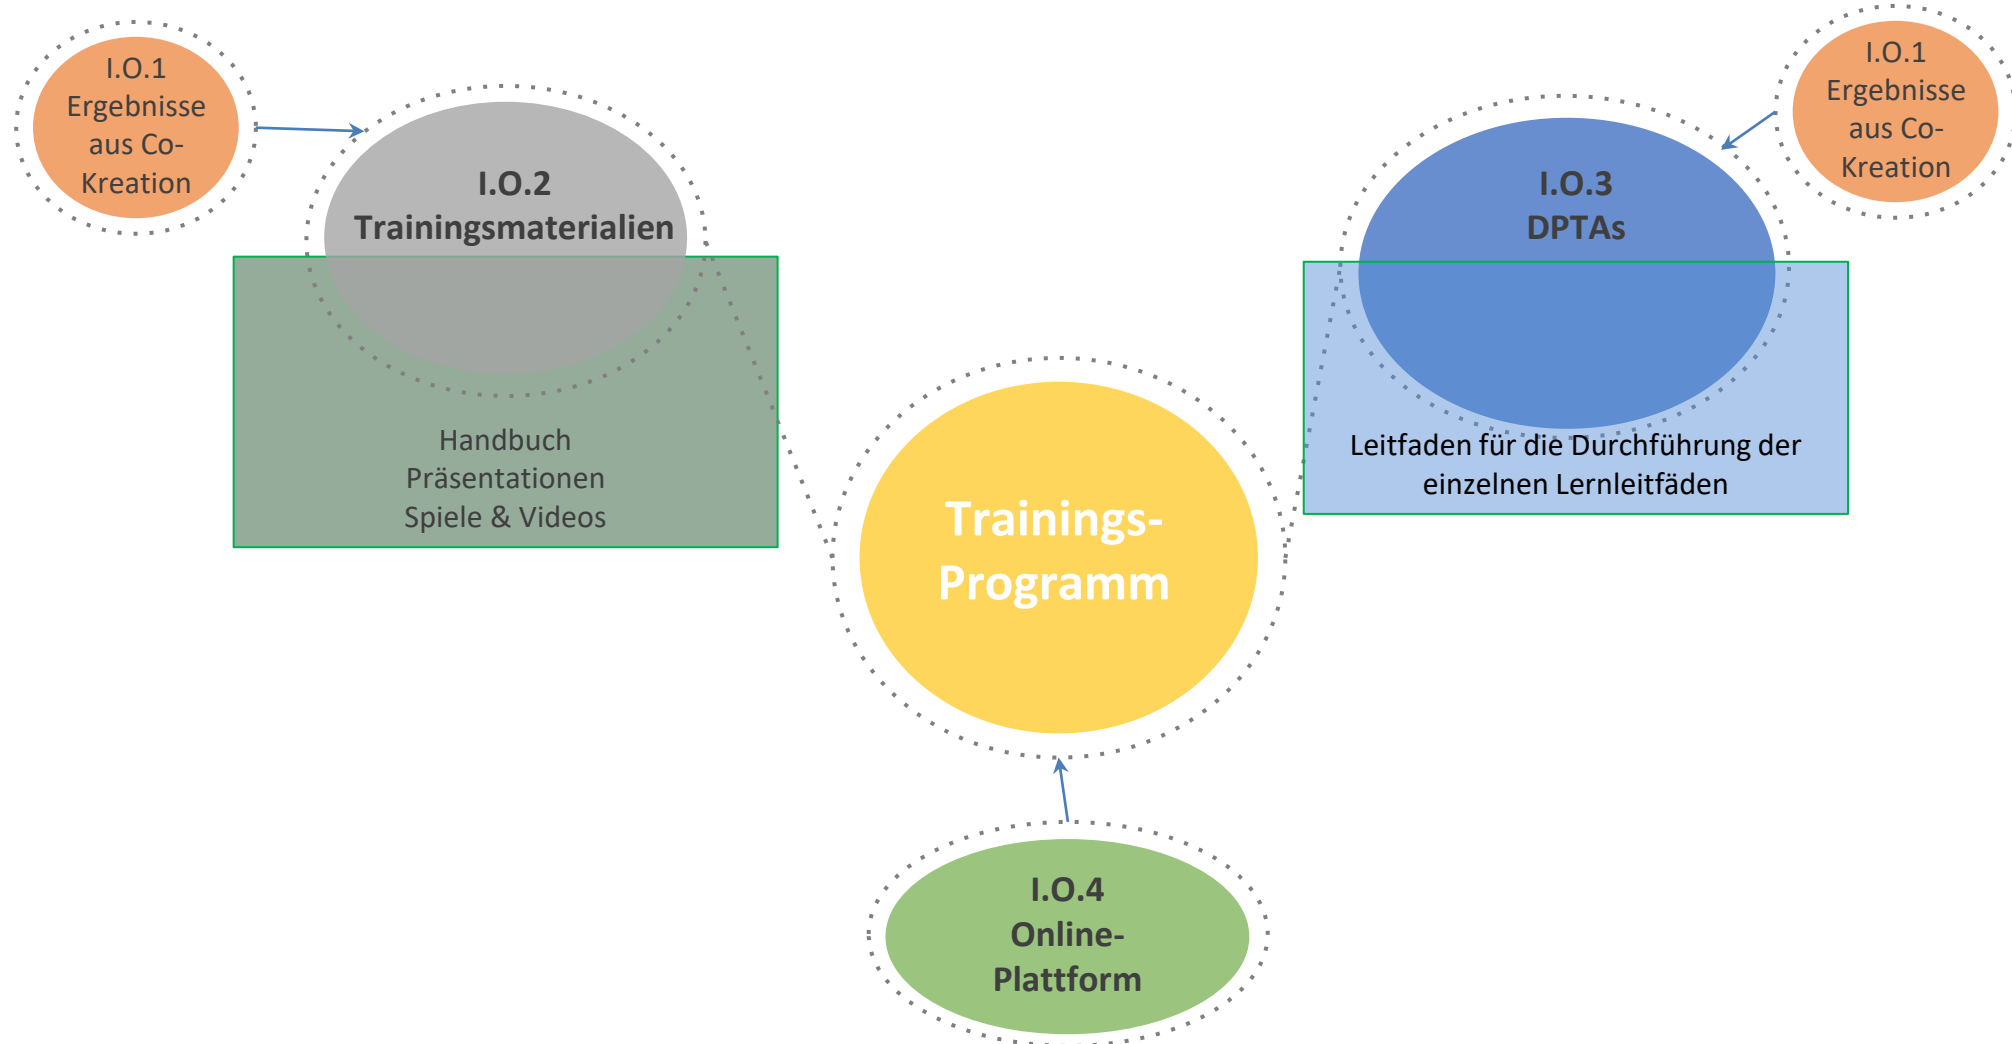 I.O.1
Ergebnisse
aus Co-
Kreation
I.O.2
Trainingsmaterialien
Handbuch
Präsentationen
Spiele & Videos
Trainings-
Programm
I.O.3
DPTAs
Leitfaden für die Durchführung der
einzelnen Lernleitfäden
I.O.1
Ergebnisse
aus Co-
Kreation
I.O.4
Online-
Plattform